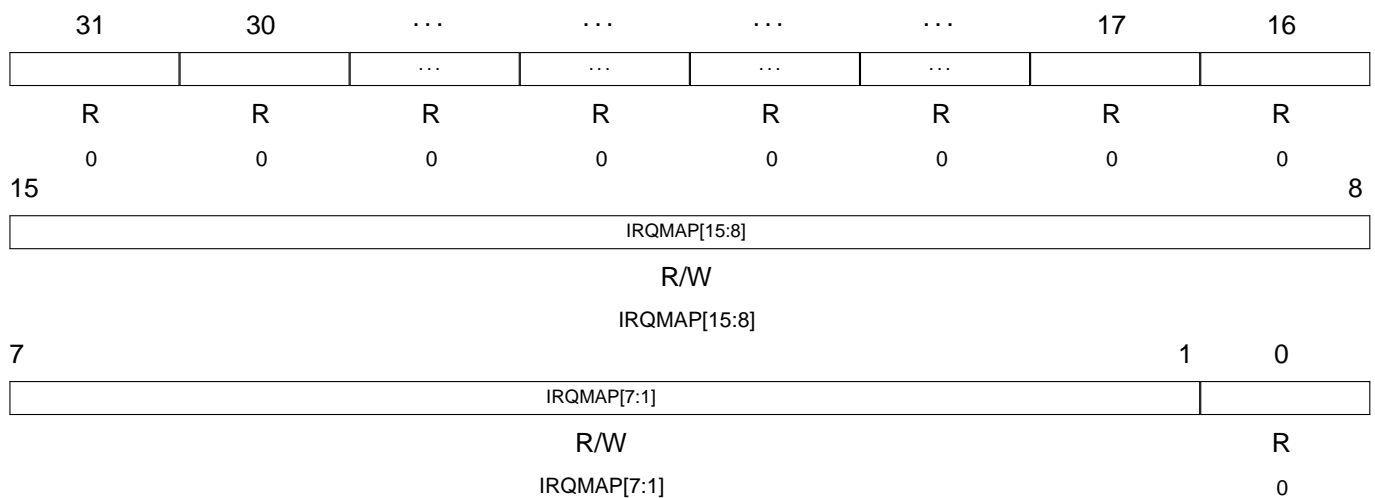 31 30 ... ... ... ... 17 16
... ... ... ...
R R R R R R R R
0 0 0 0 0 0 0 0
15 8
IRQMAP[15:8]
R/W
IRQMAP[15:8]
7 1 0
IRQMAP[7:1]
R/W R
IRQMAP[7:1] 0